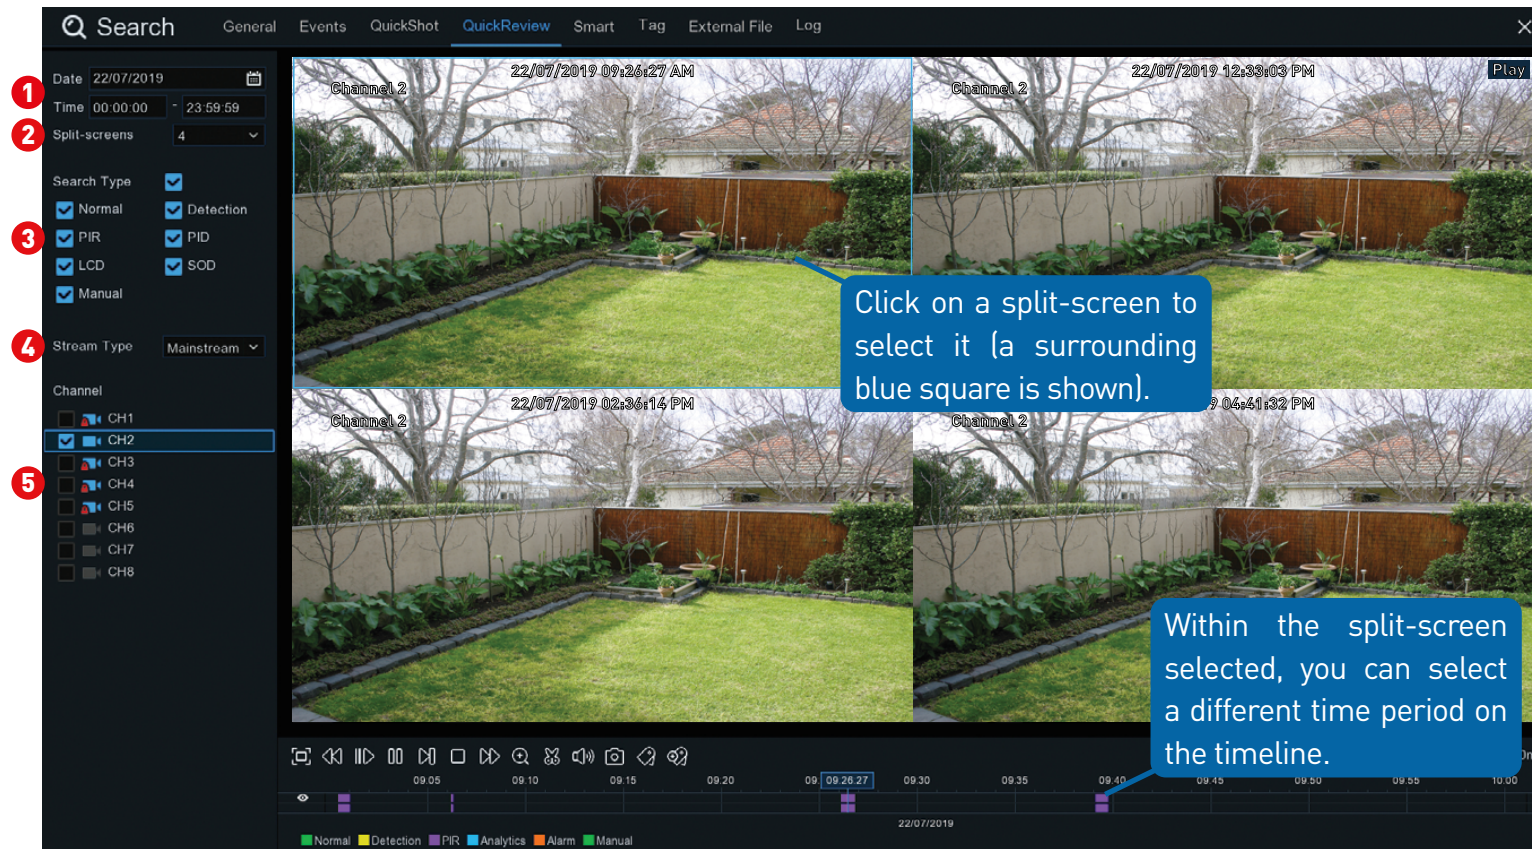 Search
General Events QuickShot QuickReview Smart Tag External File Log
1
Date 22/07/2019
Time 00:00:00 - 23:59:59
2
Split-screens 4
Search Type
Normal Detection
3
PIR PID
LCD SOD
Manual
4
Stream Type Mainstream
Channel
CH1
CH2
CH3
5
CH4
CH5
CH6
CH7
CH8
22/07/2019 09:26:27 AM
Channel 2
22/07/2019 12:33:03 PM
Play
Click on a split-screen to
select it (a surrounding
blue square is shown).
22/07/2019 02:36:14 PM
Channel 2
04:41:32 PM
Channel 2
Within the split-screen
selected, you can select
a different time period on
the timeline.
09.05 09.10 09.15 09.20 09.26.27 09.30 09.35 09.40 09.45 09.50 09.55 10.00
22/07/2019
Normal Detection PIR Analytics Alarm Manual